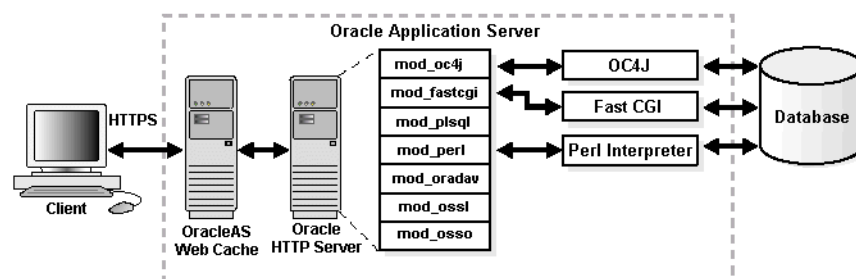 Oracle Application Server
mod_oc4j
mod_fastcgi
mod_plsql
mod_perl
mod_oradav
mod_ossl
mod_osso
OC4J
Fast CGI
Perl Interpreter
Database
HTTPS
Client
OracleAS
Web Cache
Oracle
HTTP Server